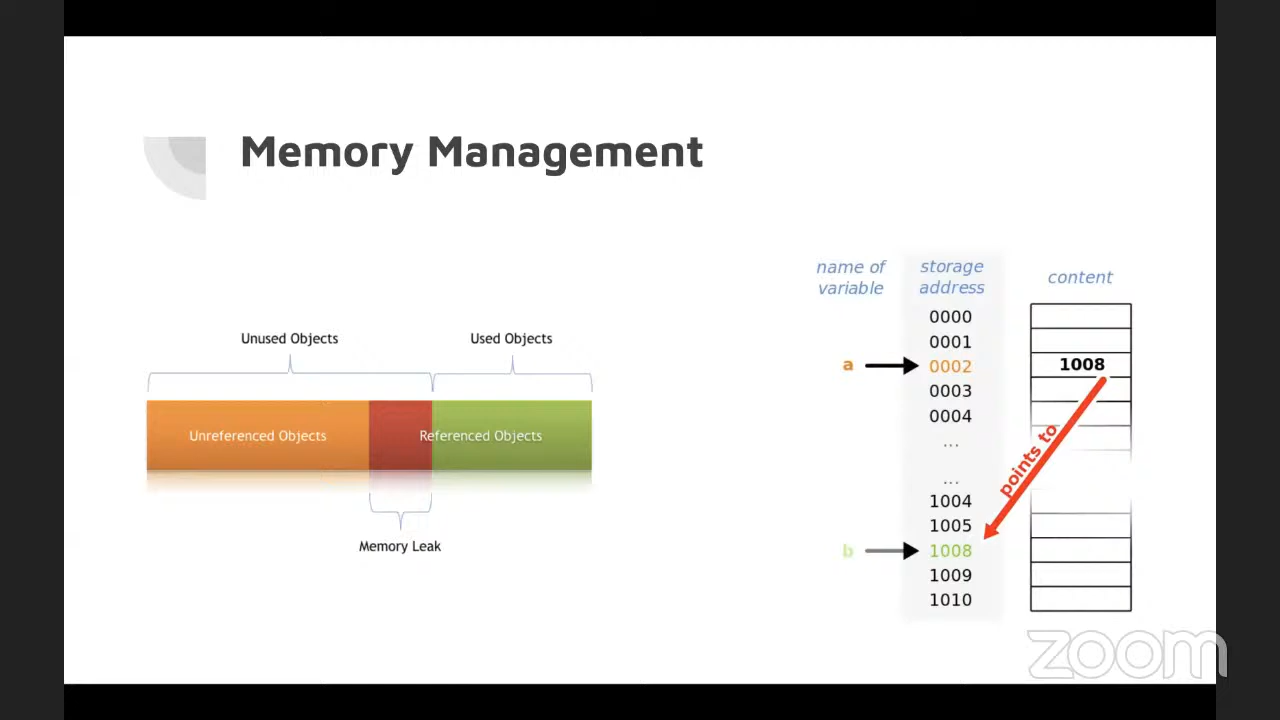 Memory Management
Unused Objects
Used Objects
Unreferenced Objects
Referenced Objects
Memory Leak
name of
variable
storage
address
content
0000
0001
a
0002
1008
0003
0004
...
points to
...
1004
1005
b
1008
1009
1010
zoom